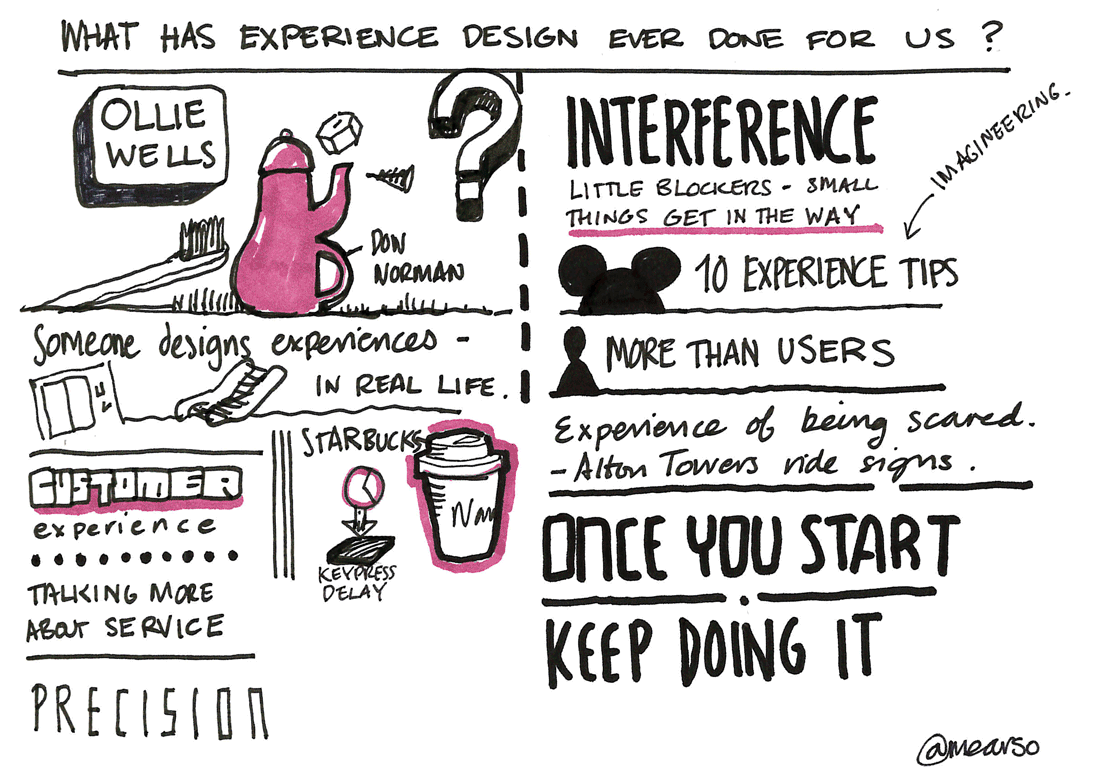 WHAT HAS EXPERIENCE DESIGN EVER DONE FOR US ?
OLLIE
WELLS
DON
NORMAN
Someone designs experiences -
IN REAL LIFE.
CUSTOMER
experience
TALKING MORE
ABOUT SERVICE
PRECISION
STARBUCKS
KEYPRESS
DELAY
INTERFERENCE
LITTLE BLOCKERS - SMALL
THINGS GET IN THE WAY
IMAGINEERING.
10 EXPERIENCE TIPS
MORE THAN USERS
Experience of being scared.
- Alton Towers ride signs.
ONCE YOU START
KEEP DOING IT
@mearso